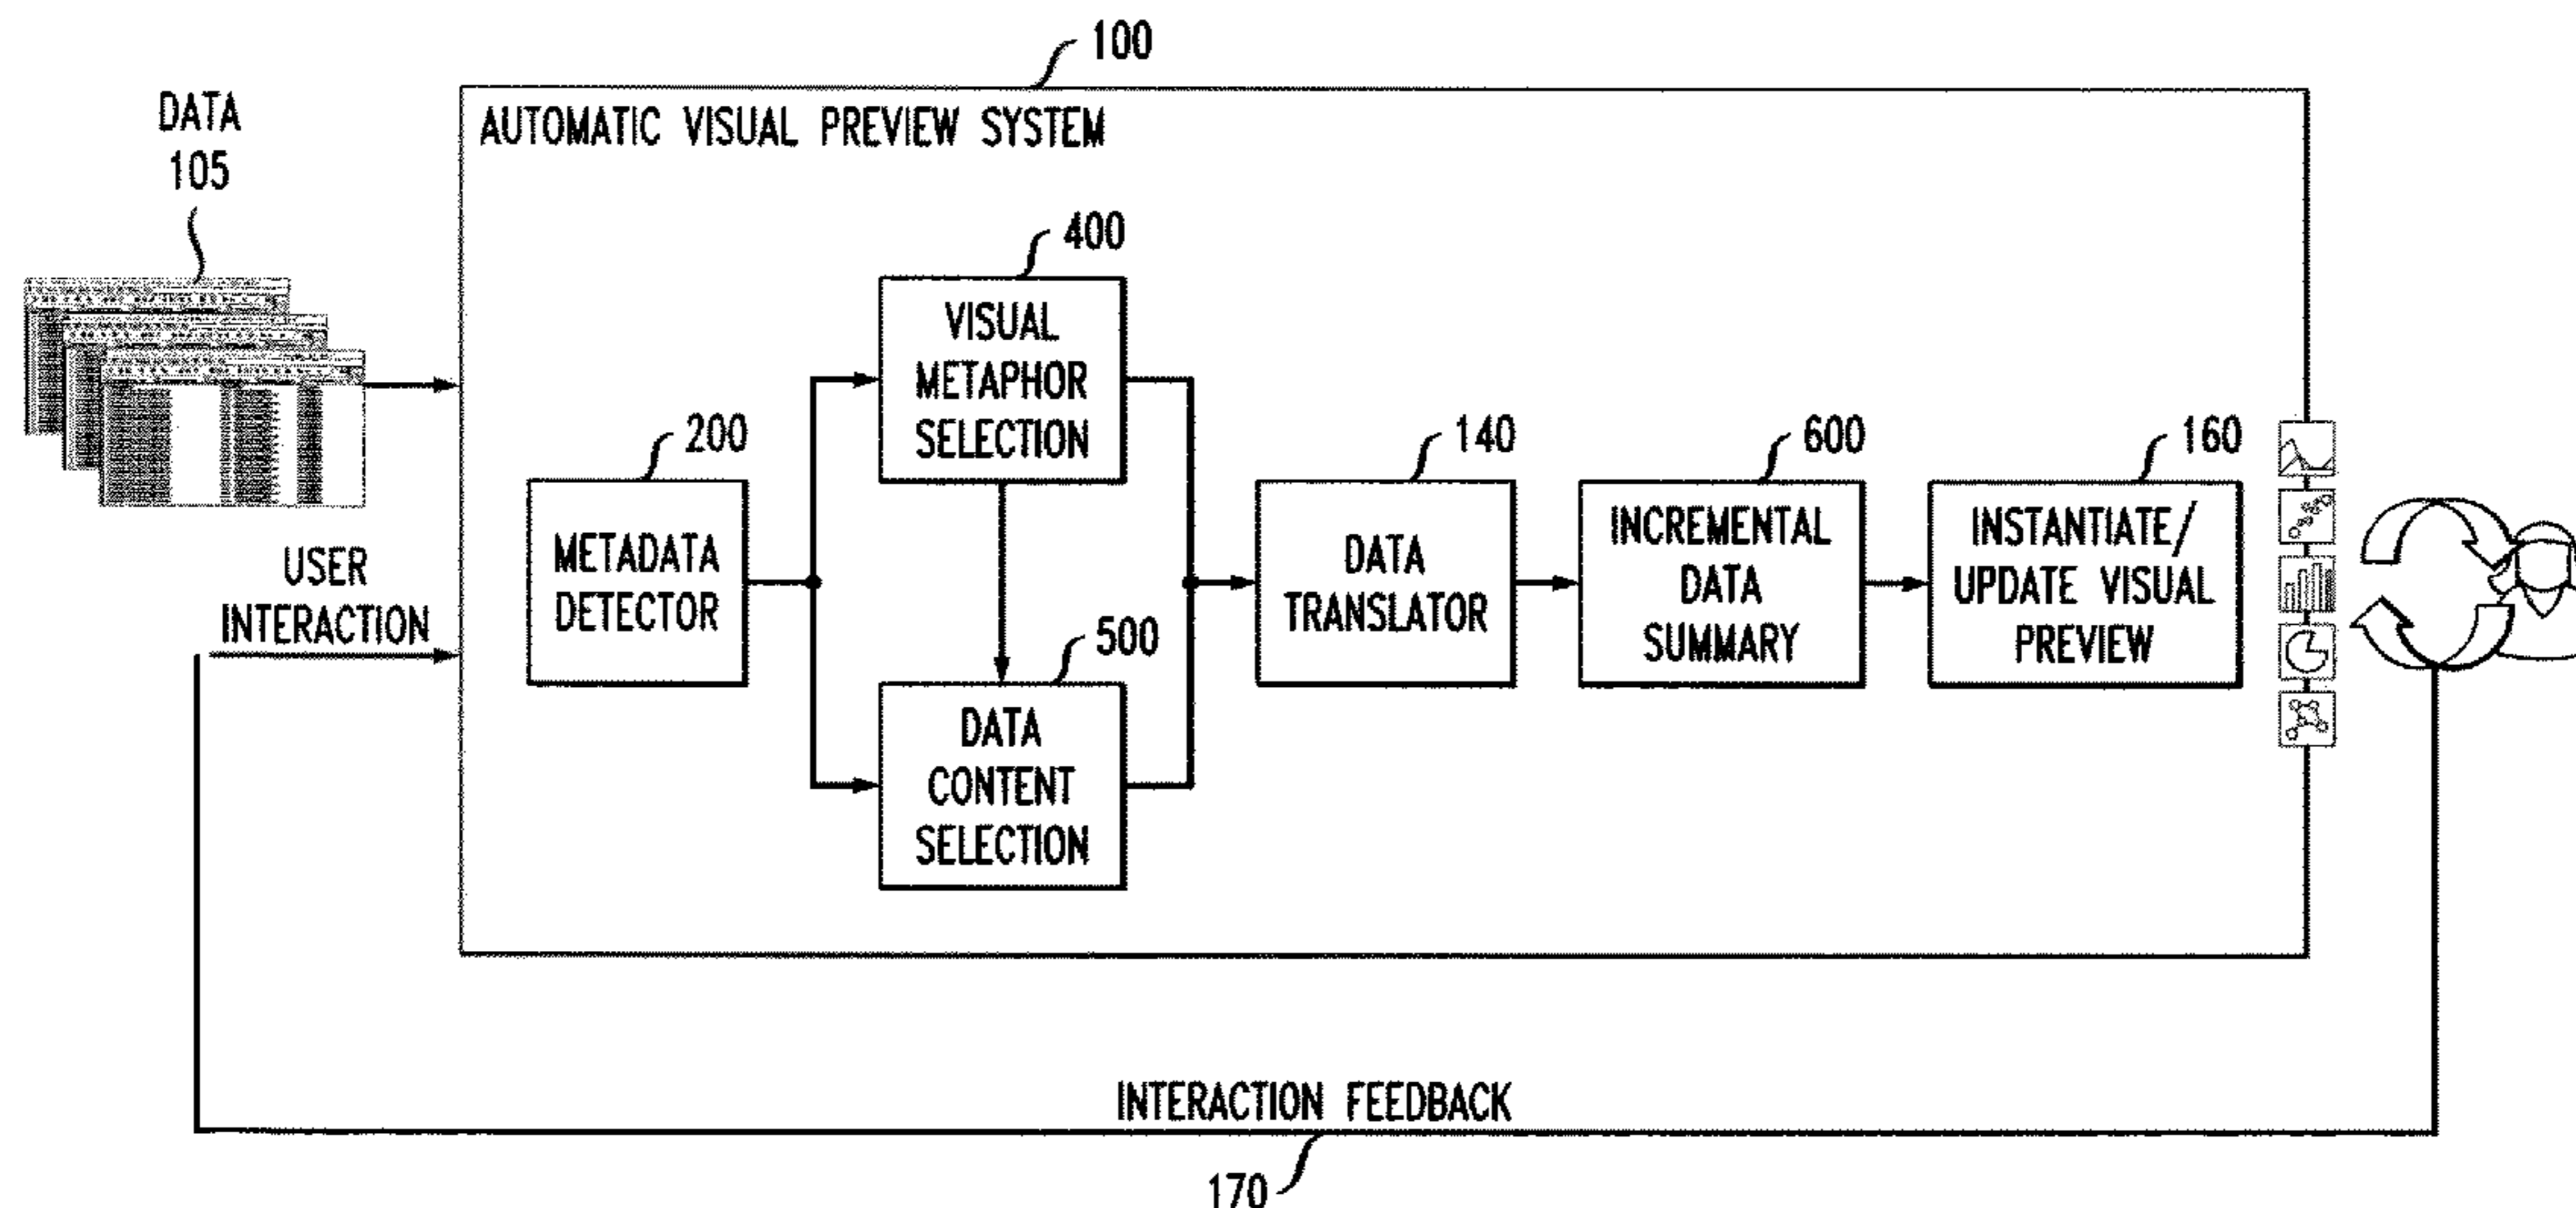 100
DATA
105
AUTOMATIC VISUAL PREVIEW SYSTEM
400
VISUAL
METAPHOR
SELECTION
200
METADATA
DETECTOR
140
DATA
TRANSLATOR
600
INCREMENTAL
DATA
SUMMARY
160
INSTANTIATE/
UPDATE VISUAL
PREVIEW
USER
INTERACTION
500
DATA
CONTENT
SELECTION
INTERACTION FEEDBACK
170